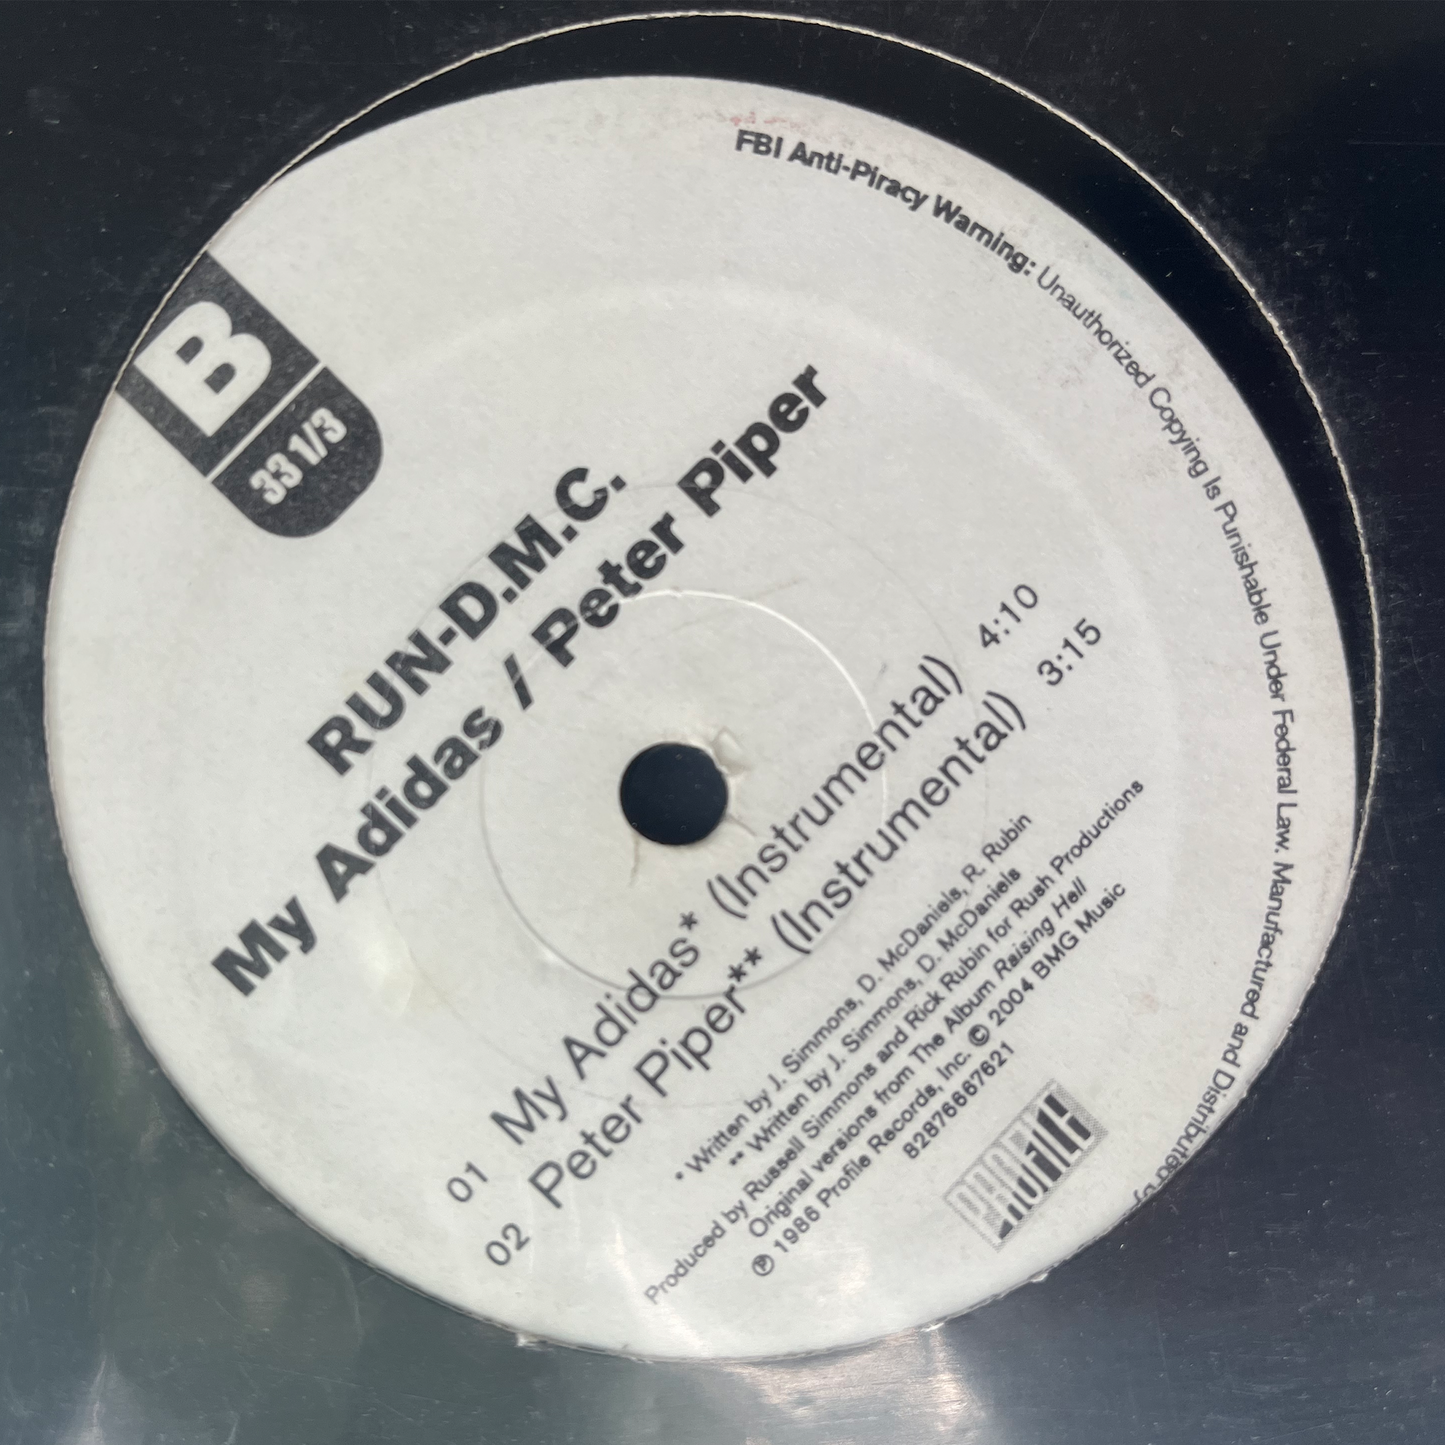 B
33 1/3
RUN-D.M.C.
My Adidas / Peter Piper
01 My Adidas* (Instrumental) 4:10
02 Peter Piper** (Instrumental) 3:15
* Written by J. Simmons, D. McDaniels, R. Rubin
** Written by J. Simmons, D. McDaniels
Produced by Russell Simmons and Rick Rubin for Rush Productions
Original versions from The Album Raising Hell
℗ 1986 Profile Records, Inc. © 2004 BMG Music
82876667621
PROFILE
FBI Anti-Piracy Warning: Unauthorized Copying Is Punishable Under Federal Law. Manufactured and Distributed by